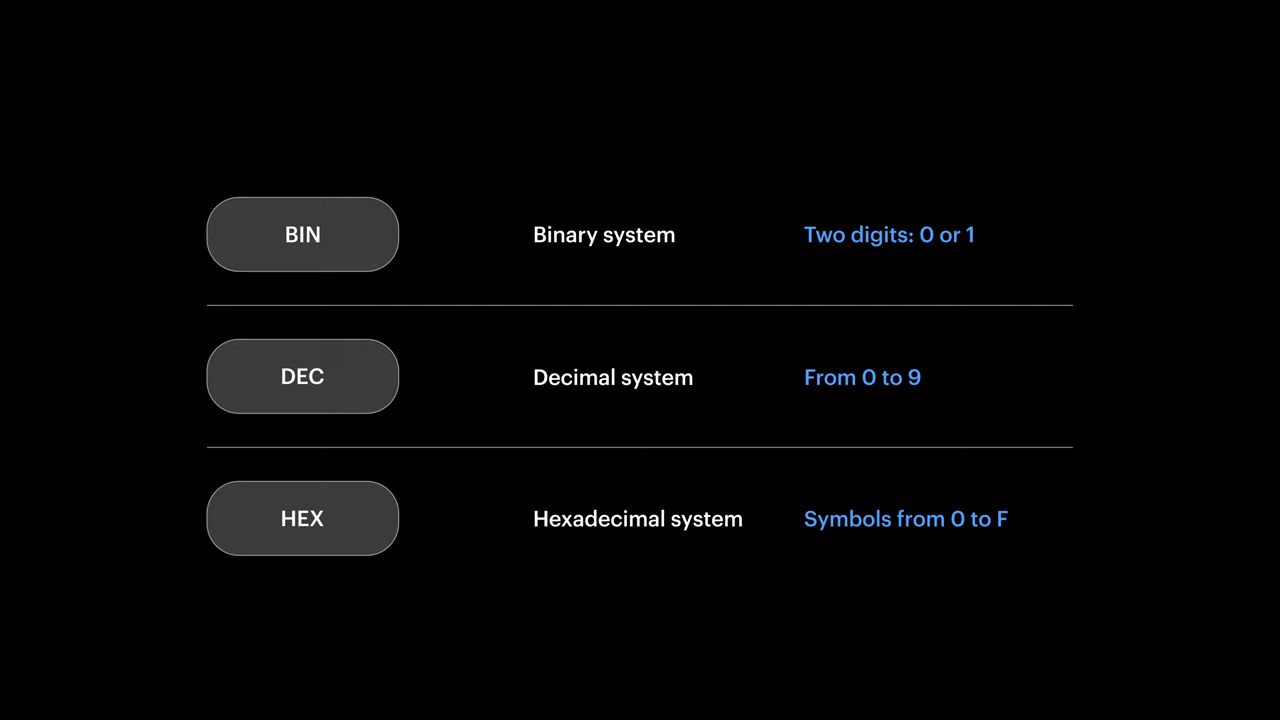 BIN Binary system Two digits: 0 or 1
DEC Decimal system From 0 to 9
HEX Hexadecimal system Symbols from 0 to F